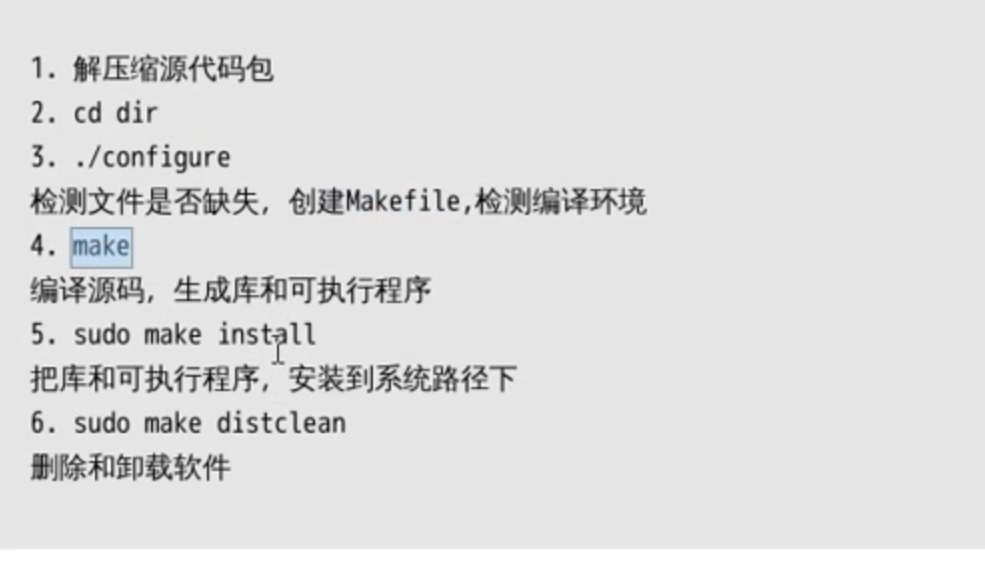 1. 解压缩源代码包
2. cd dir
3. ./configure
检测文件是否缺失，创建Makefile,检测编译环境
4. make
编译源码，生成库和可执行程序
5. sudo make install
把库和可执行程序，安装到系统路径下
6. sudo make distclean
删除和卸载软件